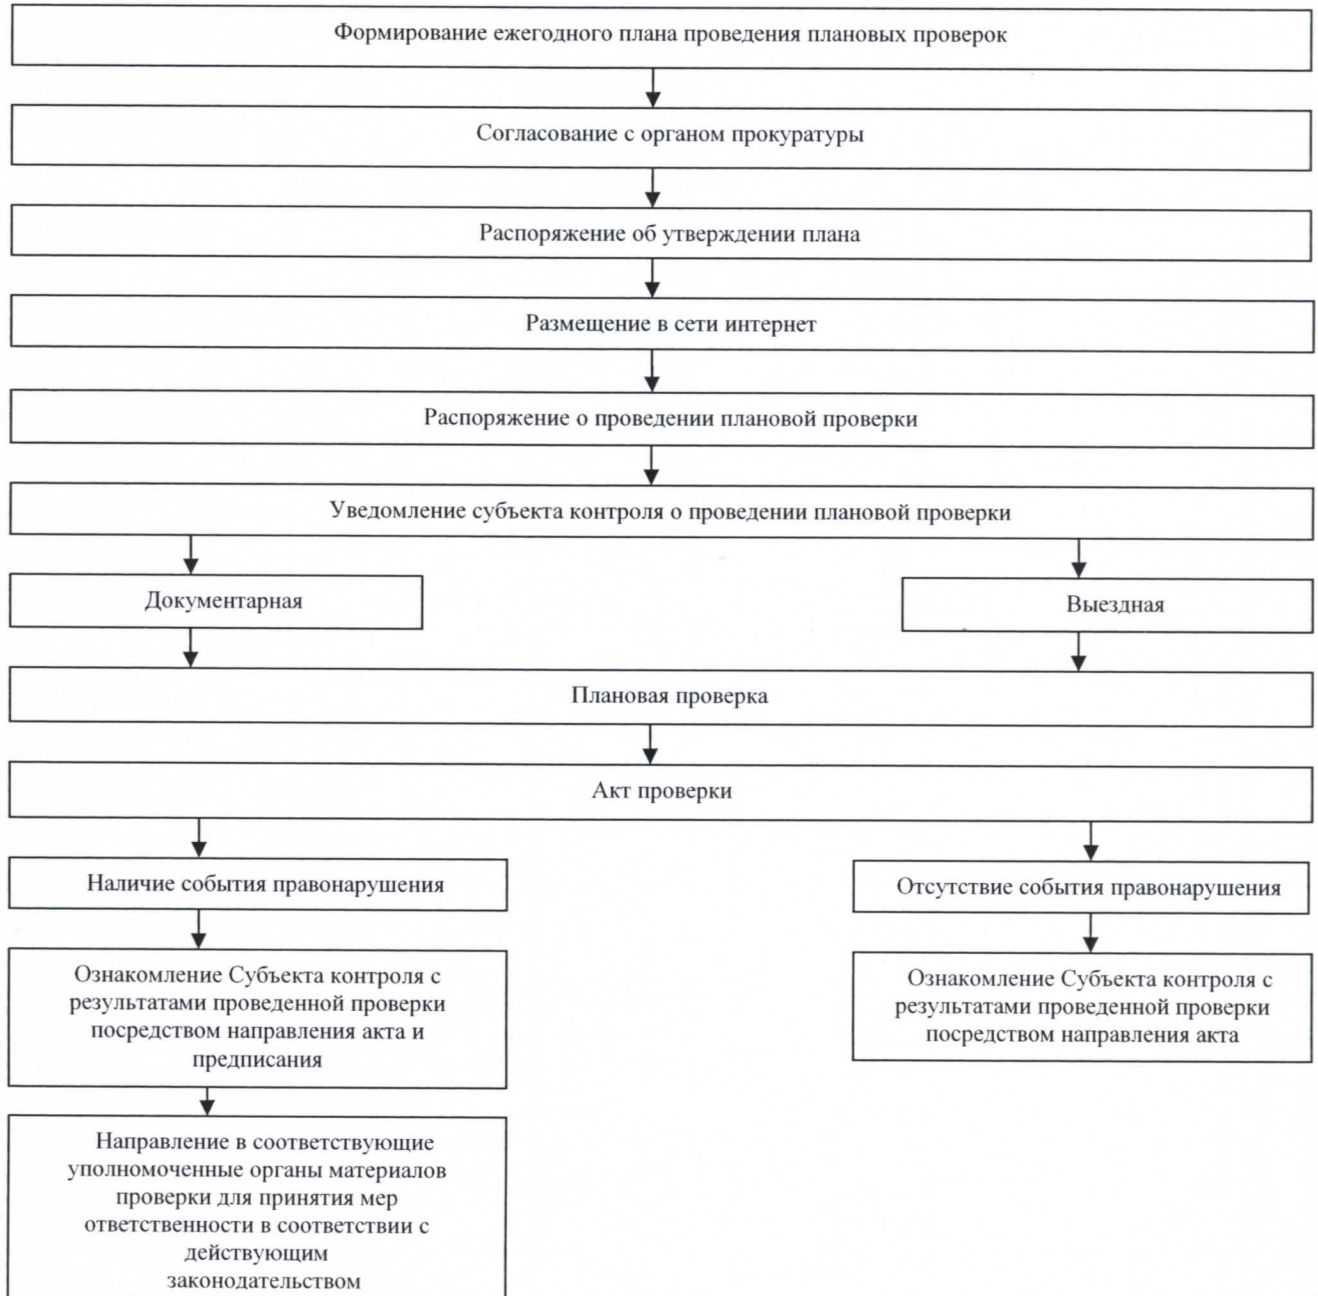 Формирование ежегодного плана проведения плановых проверок
Согласование с органом прокуратуры
Распоряжение об утверждении плана
Размещение в сети интернет
Распоряжение о проведении плановой проверки
Уведомление субъекта контроля о проведении плановой проверки
Документарная
Выездная
Плановая проверка
Акт проверки
Наличие события правонарушения
Отсутствие события правонарушения
Ознакомление Субъекта контроля с
результатами проведенной проверки
посредством направления акта и
предписания
Ознакомление Субъекта контроля с
результатами проведенной проверки
посредством направления акта
Направление в соответствующие
уполномоченные органы материалов
проверки для принятия мер
ответственности в соответствии с
действующим
законодательством